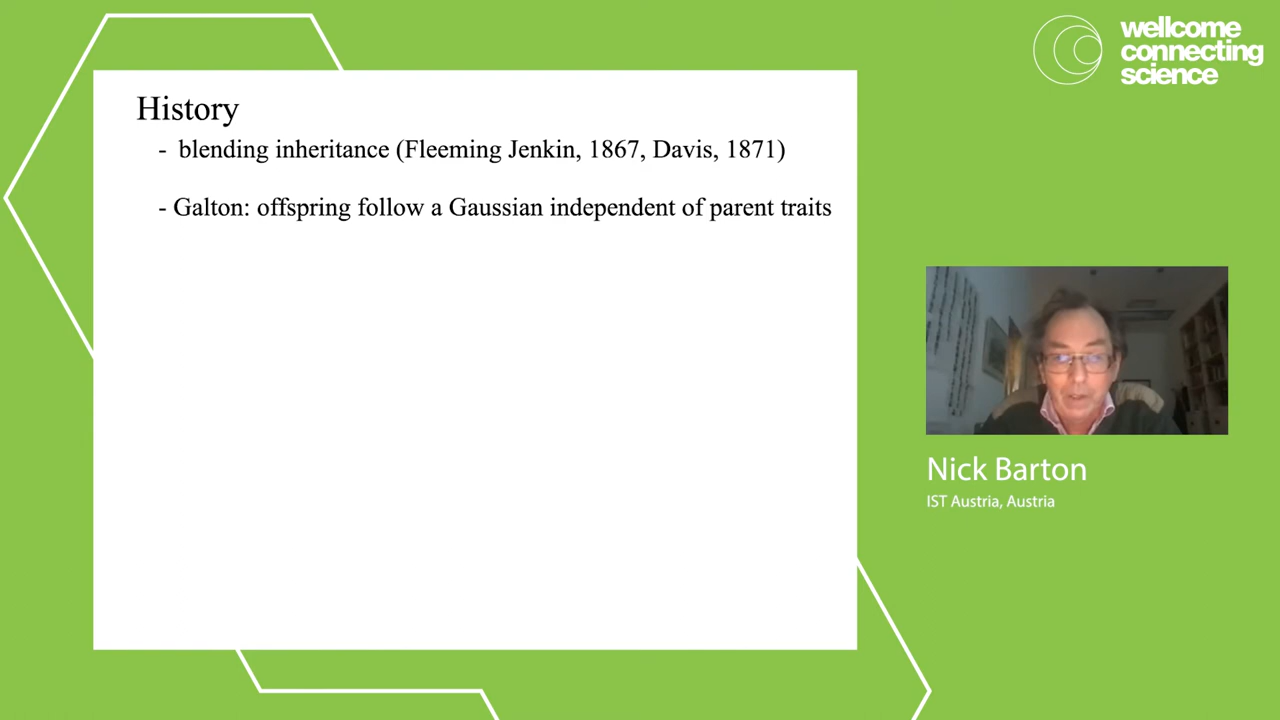 wellcome
connecting
science
History
- blending inheritance (Fleeming Jenkin, 1867, Davis, 1871)
- Galton: offspring follow a Gaussian independent of parent traits
Nick Barton
IST Austria, Austria